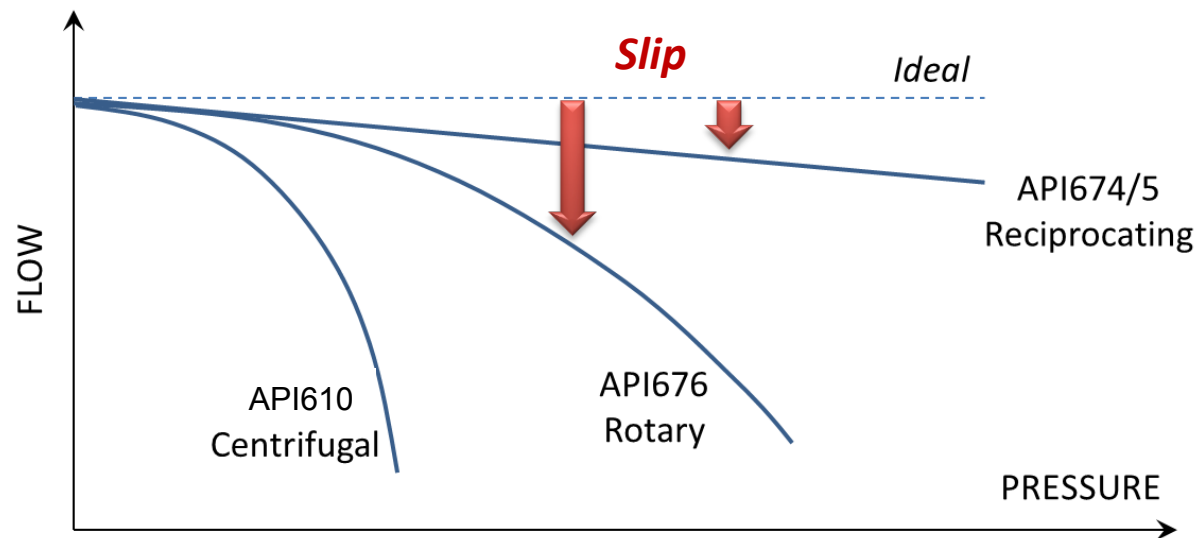 Slip
Ideal
API674/5
Reciprocating
FLOW
API610
Centrifugal
API676
Rotary
PRESSURE